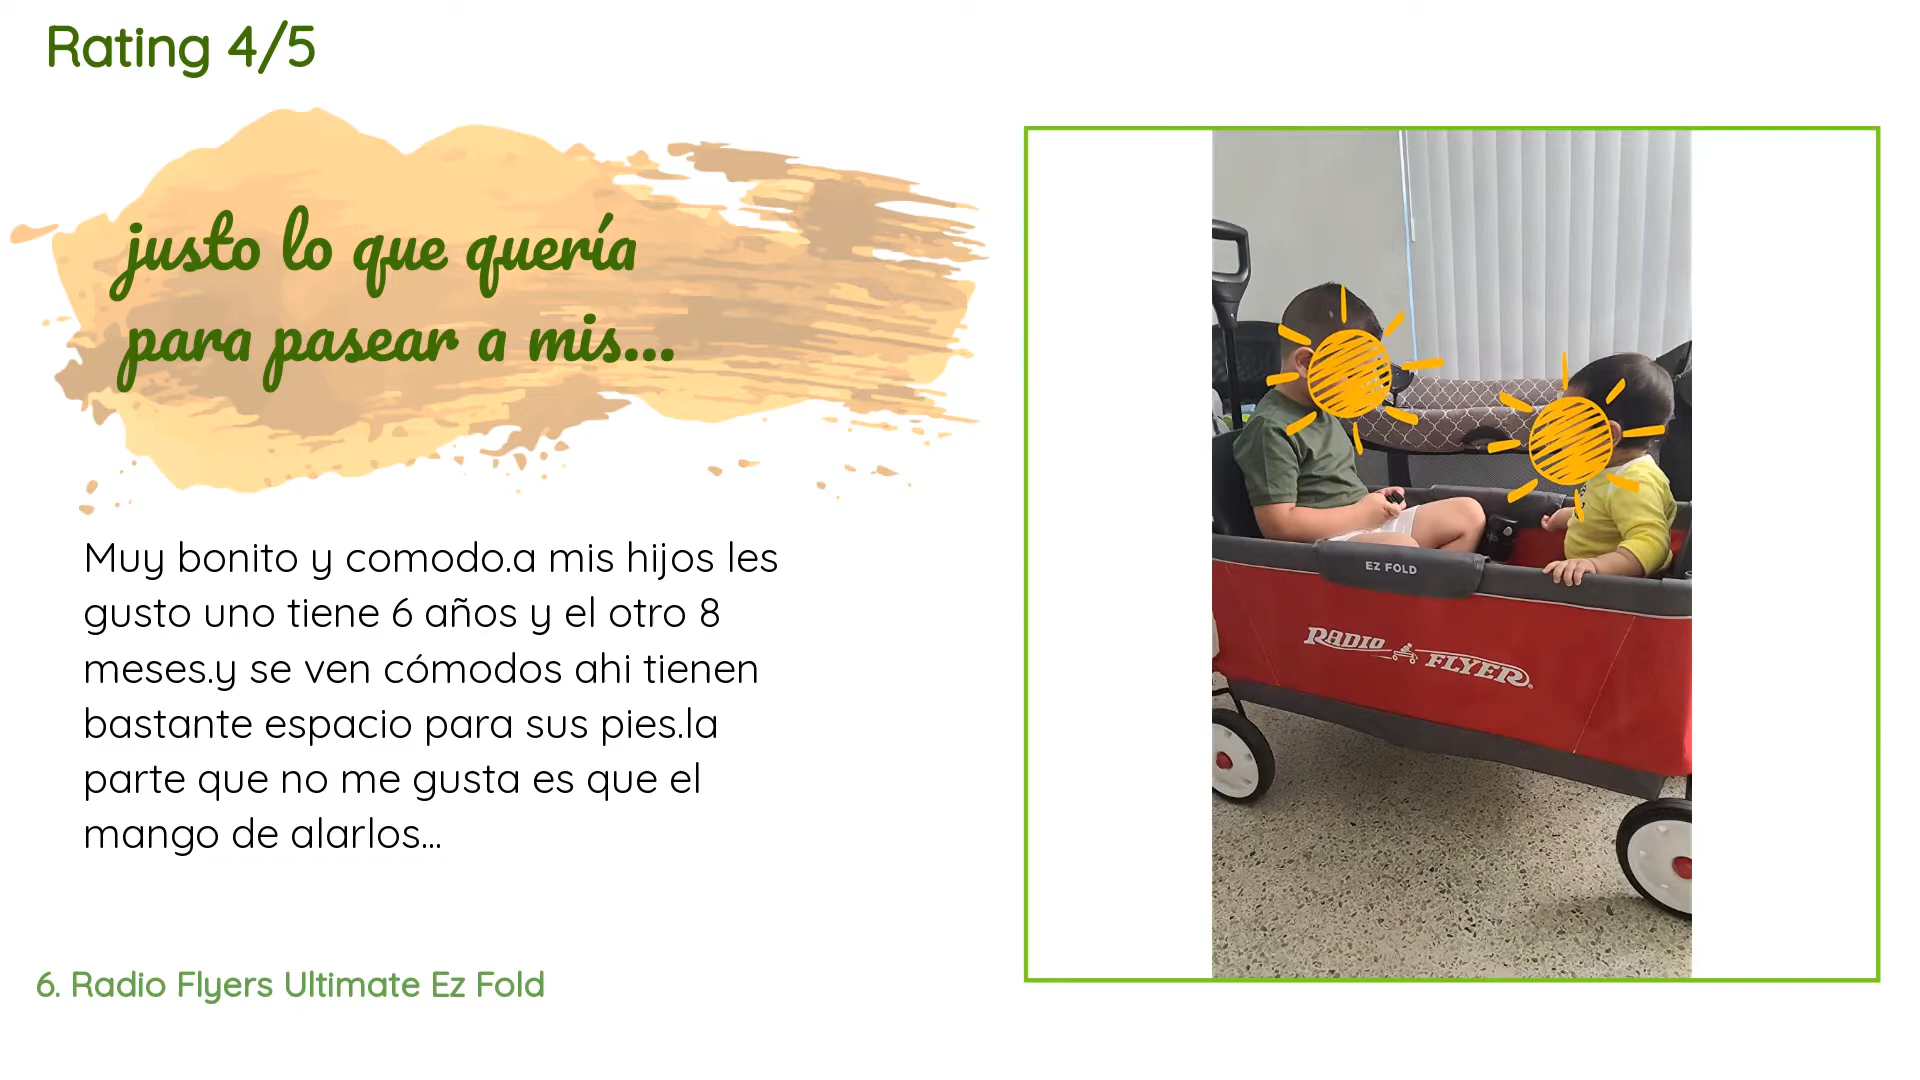 Rating 4/5
justo lo que quería
para pasear a mis...
Muy bonito y comodo.a mis hijos les
gusto uno tiene 6 años y el otro 8
meses.y se ven cómodos ahi tienen
bastante espacio para sus pies.la
parte que no me gusta es que el
mango de alarlos...
EZ FOLD
RADIO FLYER
6. Radio Flyers Ultimate Ez Fold